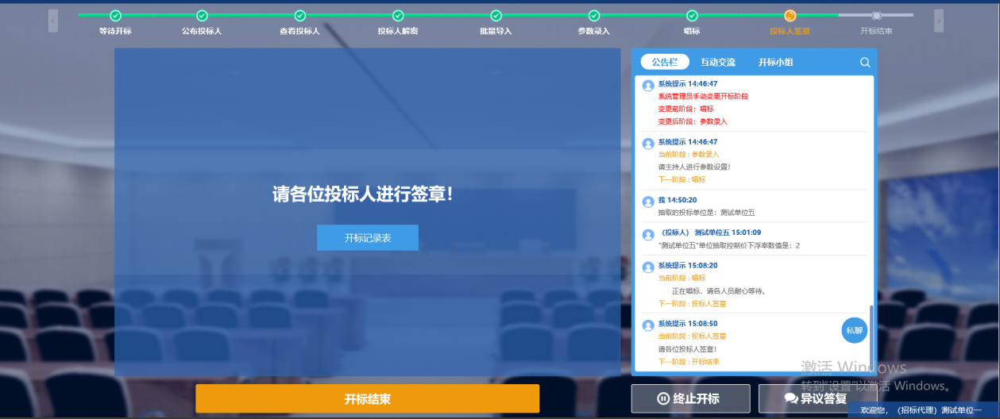 等待开标
公布投标人
查看投标人
投标人解密
批量导入
参数录入
唱标
投标人签章
开标结束
请各位投标人进行签章！
开标记录表
开标结束
公告栏
互动交流
开标小组
系统提示 14:46:47
系统管理员手动变更开标阶段
变更前阶段：唱标
变更后阶段：参数录入
系统提示 14:46:47
当前阶段：参数录入
请主持人进行参数设置！
下一阶段：唱标
我 14:50:20
抽取的投标单位是：测试单位五
（投标人） 测试单位五 15:01:09
"测试单位五"单位抽取控制价下浮率数值是：2
系统提示 15:08:20
当前阶段：唱标
正在唱标，请各人员耐心等待。
下一阶段：投标人签章
系统提示 15:08:50
当前阶段：投标人签章
请各位投标人签章！
下一阶段：开标结束
私聊
激活 Windows
转到"设置"以激活 Windows。
终止开标
异议答复
欢迎您，（招标代理）测试单位一